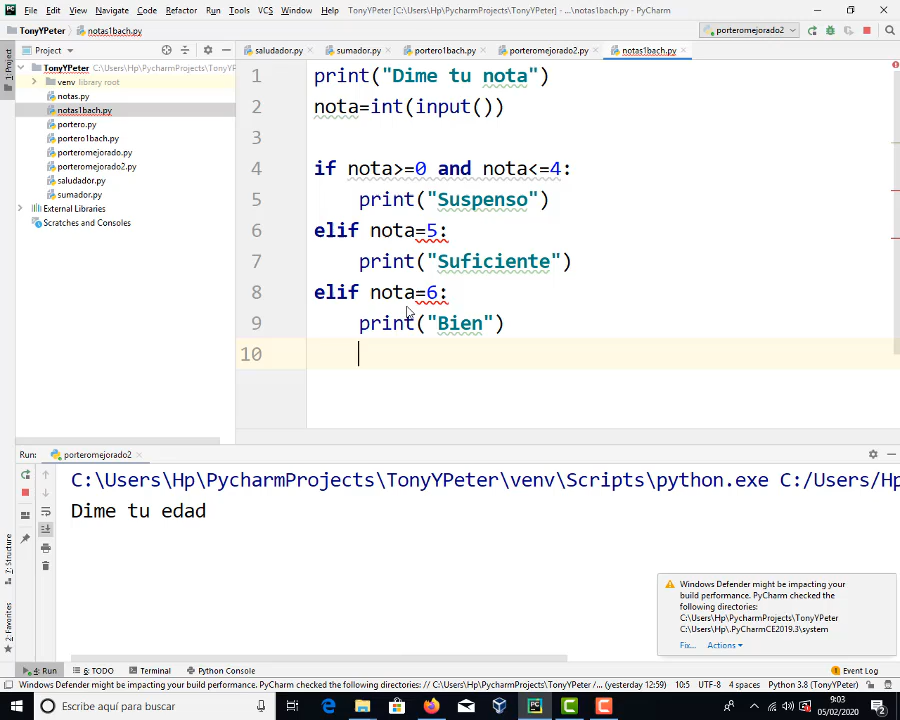 File Edit View Navigate Code Refactor Run Tools VCS Window Help TonyYPeter [C:\Users\Hp\PycharmProjects\TonyYPeter] - ...\notas1bach.py - PyCharm
TonyYPeter notas1bach.py
porteromejorado2
Project
saludador.py sumador.py portero1bach.py porteromejorado2.py notas1bach.py
1: Project
TonyYPeter C:\Users\Hp\PycharmProjects\TonyYP
venv library root
notas.py
notas1bach.py
portero.py
portero1bach.py
porteromejorado.py
porteromejorado2.py
saludador.py
sumador.py
External Libraries
Scratches and Consoles
1 print("Dime tu nota")
2 nota=int(input())
3
4 if nota>=0 and nota<=4:
5 print("Suspenso")
6 elif nota=5:
7 print("Suficiente")
8 elif nota=6:
9 print("Bien")
10
Run: porteromejorado2
C:\Users\Hp\PycharmProjects\TonyYPeter\venv\Scripts\python.exe C:/Users/Hp
Dime tu edad
7: Structure
2: Favorites
Windows Defender might be impacting your
build performance. PyCharm checked the
following directories:
C:\Users\Hp\PycharmProjects\TonyYPeter
C:\Users\Hp\.PyCharmCE2019.3\system
Fix... Actions
4: Run 6: TODO Terminal Python Console Event Log
Windows Defender might be impacting your build performance. PyCharm checked the following directories: // C:\Users\Hp\PycharmProjects\TonyYPeter /... (yesterday 12:59) 10:5 UTF-8 4 spaces Python 3.8 (TonyYPeter)
Escribe aquí para buscar
9:03
05/02/2020
2